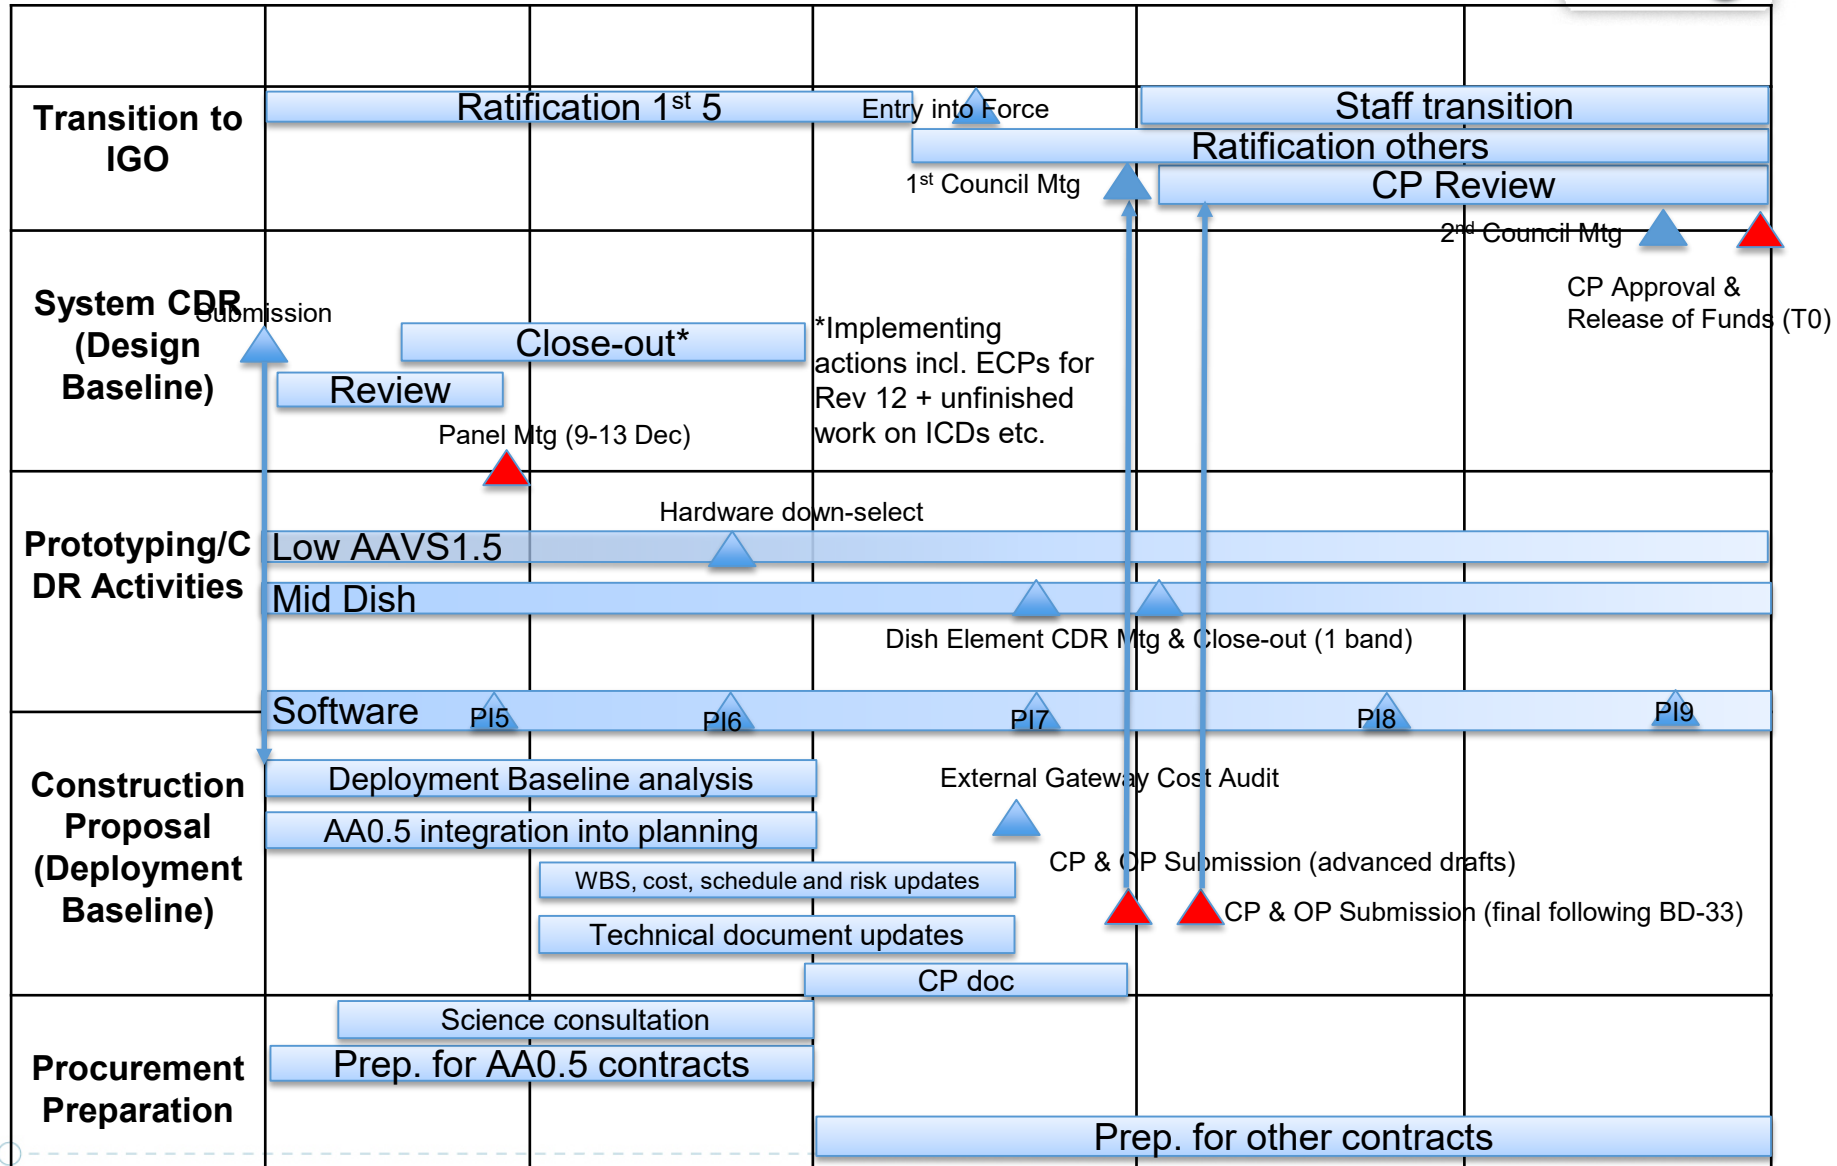 Transition to
IGO
Ratification 1st 5
Entry into Force
Staff transition
Ratification others
1st Council Mtg
CP Review
2nd Council Mtg
CP Approval &
Release of Funds (T0)
System CDR
(Design
Baseline)
Submission
Close-out*
Review
*Implementing
actions incl. ECPs for
Rev 12 + unfinished
work on ICDs etc.
Panel Mtg (9-13 Dec)
Prototyping/C
DR Activities
Hardware down-select
Low AAVS1.5
Mid Dish
Dish Element CDR Mtg & Close-out (1 band)
Software
PI5
PI6
PI7
PI8
PI9
Construction
Proposal
(Deployment
Baseline)
Deployment Baseline analysis
AA0.5 integration into planning
External Gateway Cost Audit
WBS, cost, schedule and risk updates
CP & OP Submission (advanced drafts)
CP & OP Submission (final following BD-33)
Technical document updates
CP doc
Procurement
Preparation
Science consultation
Prep. for AA0.5 contracts
Prep. for other contracts